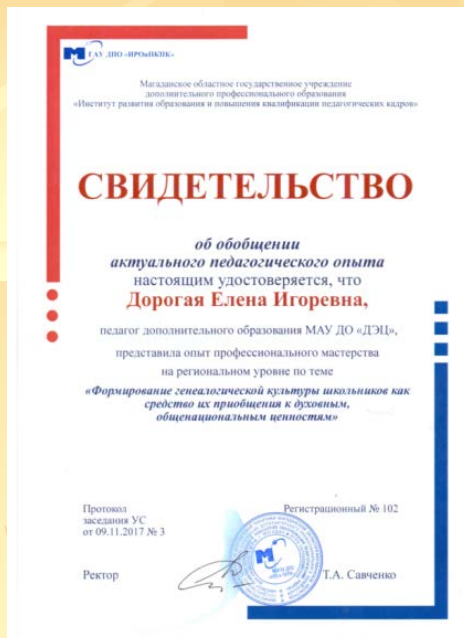 ГАУ ДПО «ИРОиПКПК»
Магаданское областное государственное учреждение
дополнительного профессионального образования
«Институт развития образования и повышения квалификации педагогических кадров»
СВИДЕТЕЛЬСТВО
об обобщении
актуального педагогического опыта
настоящим удостоверяется, что
Дорогая Елена Игоревна,
педагог дополнительного образования МАУ ДО «ДЭЦ»,
представила опыт профессионального мастерства
на региональном уровне по теме
«Формирование генеалогической культуры школьников как
средство их приобщения к духовным,
общенациональным ценностям»
Протокол
заседания УС
от 09.11.2017 № 3
Регистрационный № 102
Ректор
Т.А. Савченко